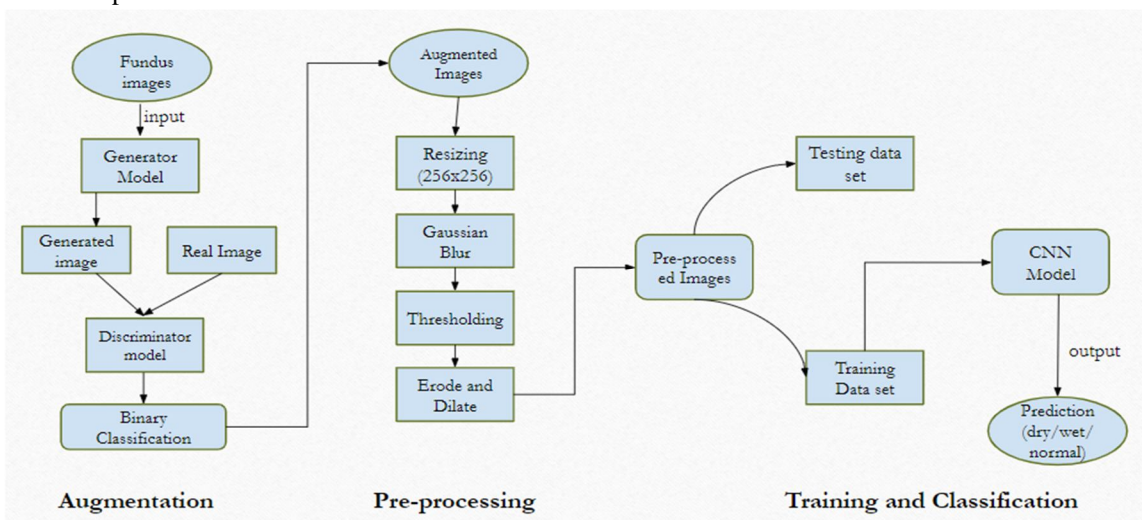 Fundus
images
input
Generator
Model
Generated
image
Real Image
Discriminator
model
Binary
Classification
Augmentation
Augmented
Images
Resizing
(256x256)
Gaussian
Blur
Thresholding
Erode and
Dilate
Pre-processing
Pre-process
ed Images
Testing data
set
Training
Data set
CNN
Model
output
Prediction
(dry/wet/
normal)
Training and Classification